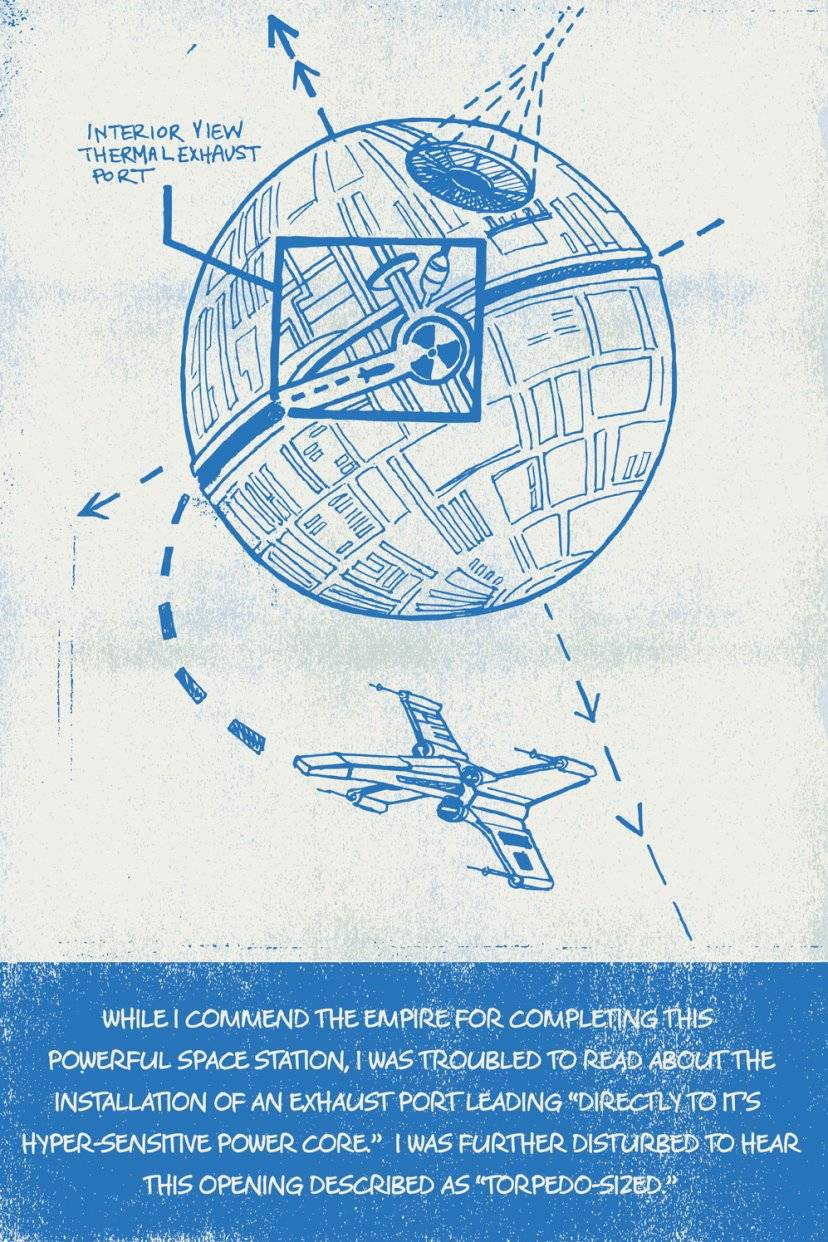 INTERIOR VIEW
THERMAL EXHAUST
PORT
WHILE I COMMEND THE EMPIRE FOR COMPLETING THIS
POWERFUL SPACE STATION, I WAS TROUBLED TO READ ABOUT THE
INSTALLATION OF AN EXHAUST PORT LEADING “DIRECTLY TO IT'S
HYPER-SENSITIVE POWER CORE.” I WAS FURTHER DISTURBED TO HEAR
THIS OPENING DESCRIBED AS “TORPEDO-SIZED.”